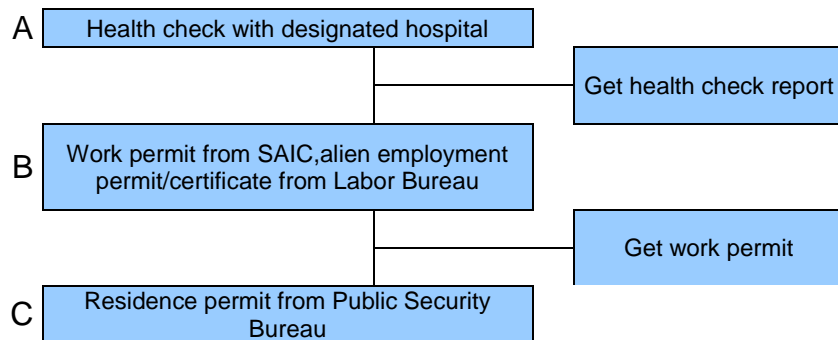 A
Health check with designated hospital
Get health check report
B
Work permit from SAIC,alien employment
permit/certificate from Labor Bureau
Get work permit
C
Residence permit from Public Security
Bureau